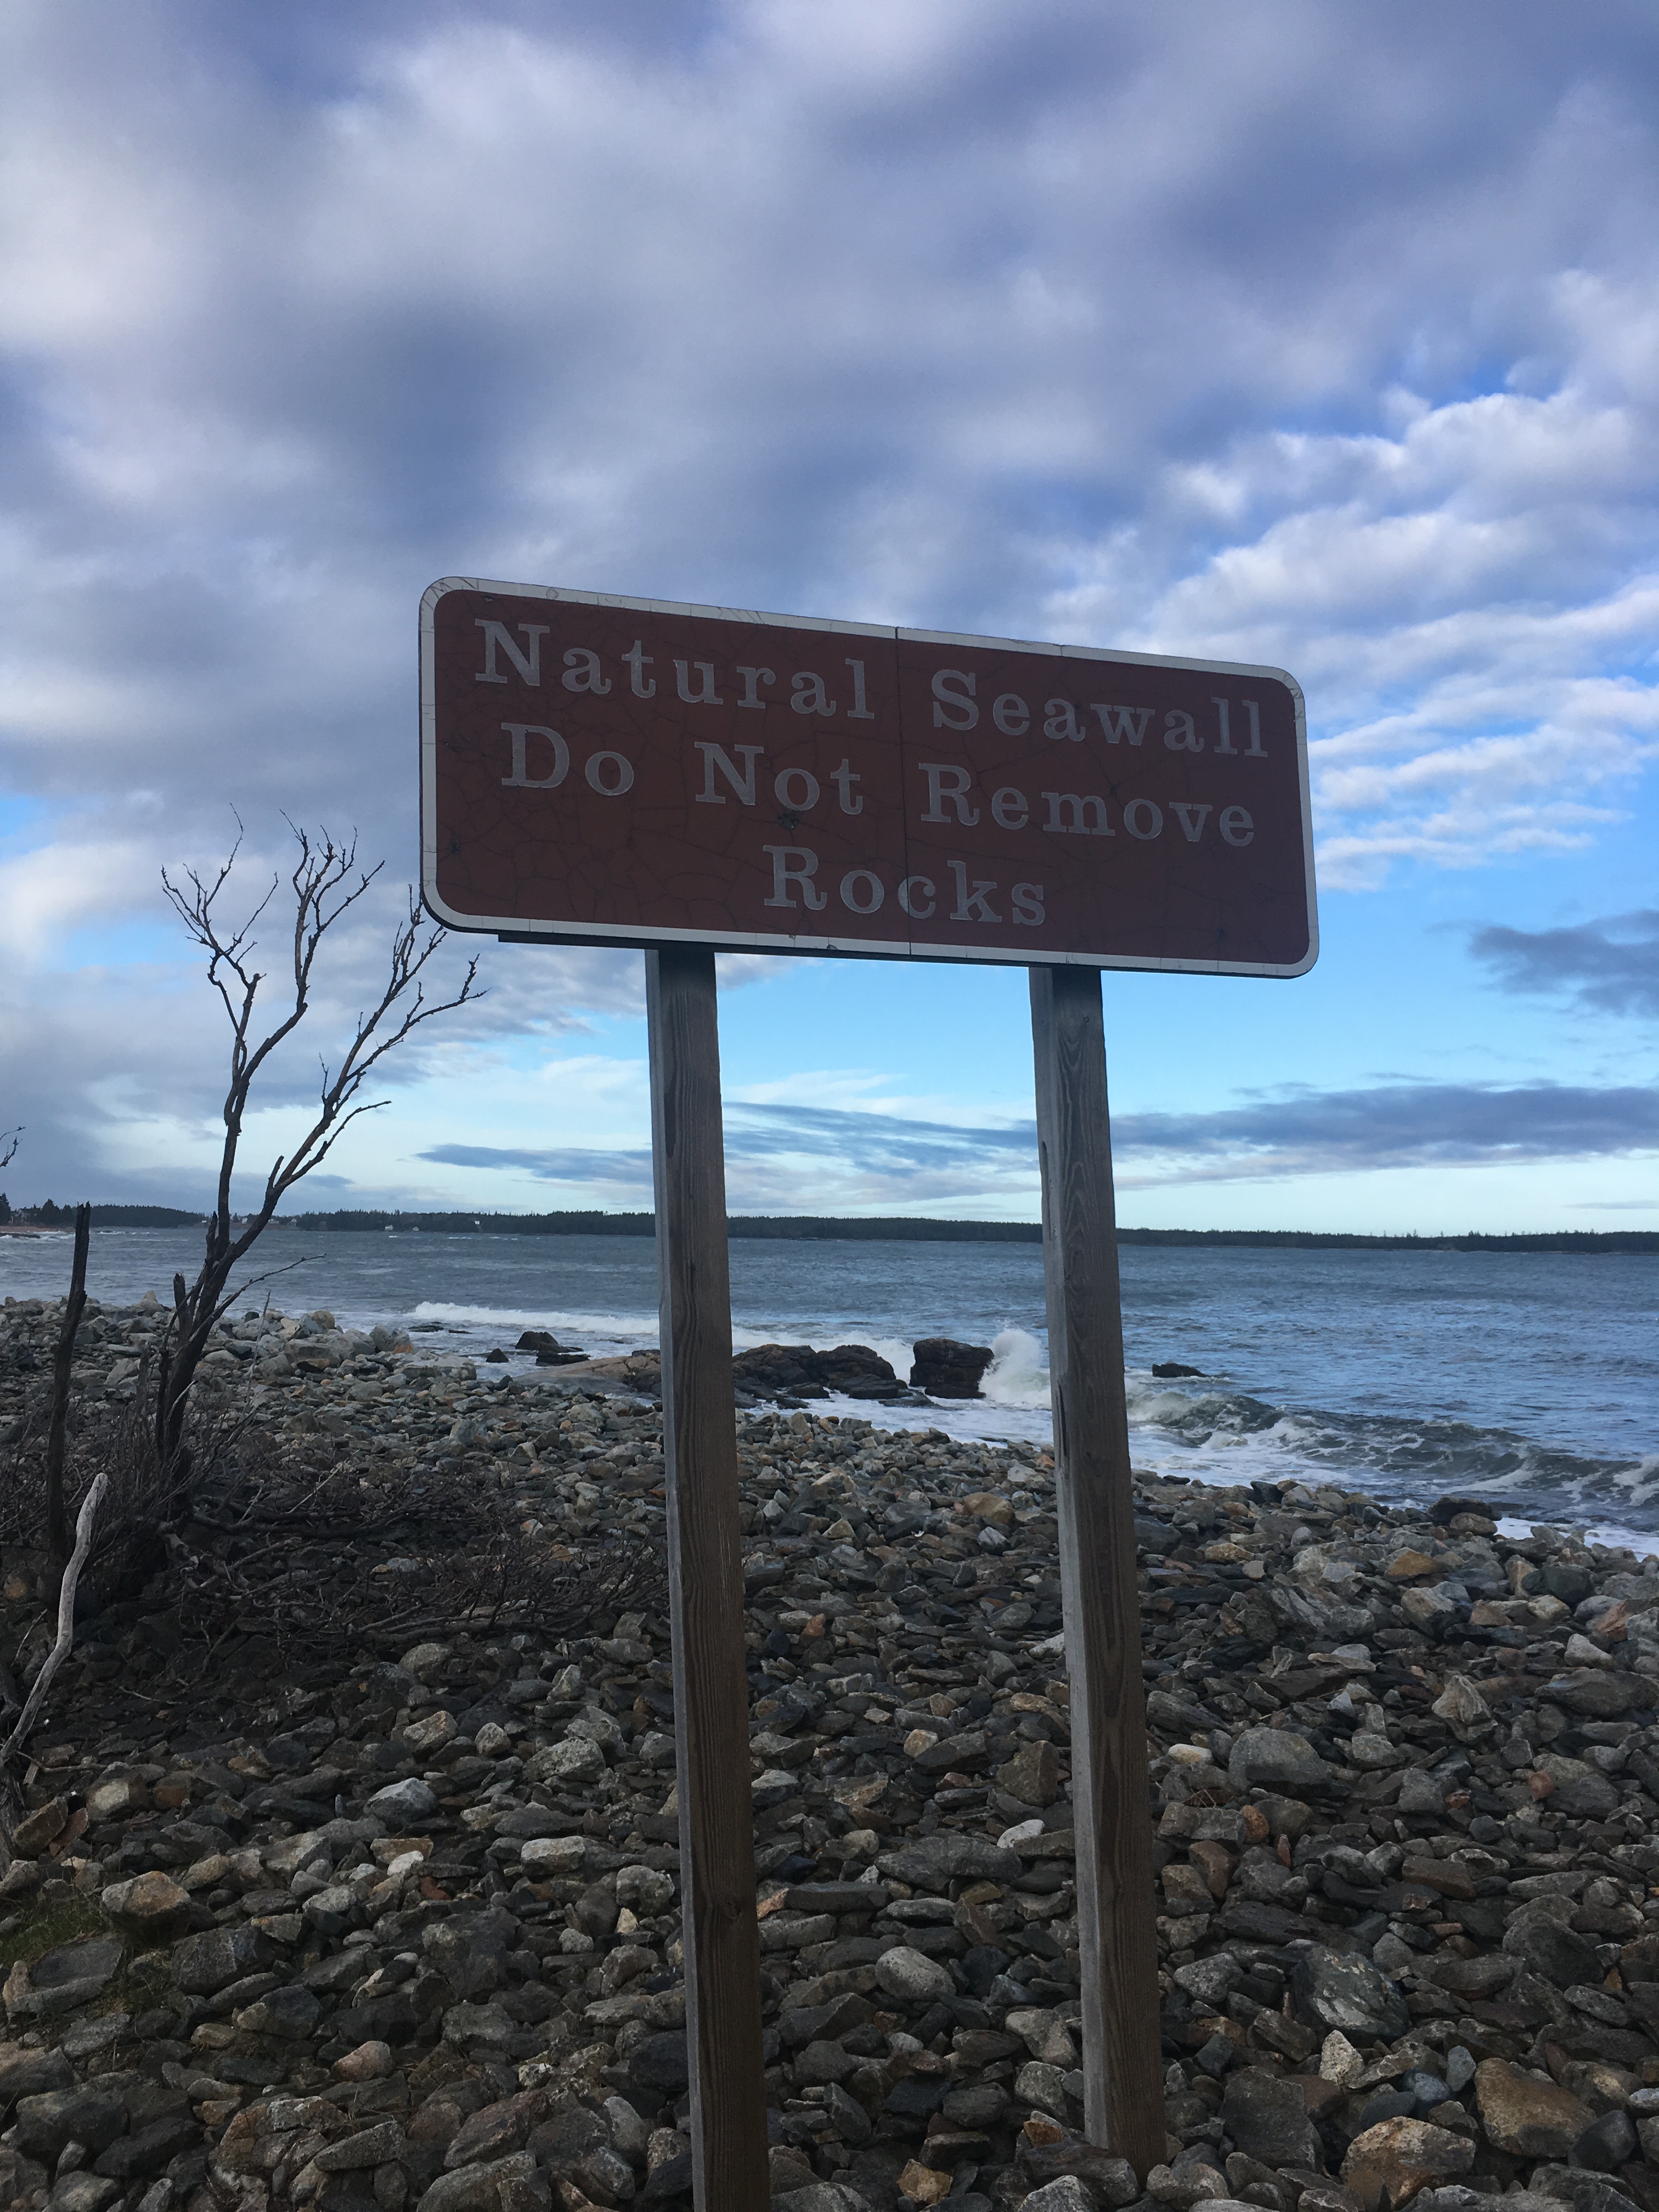 Natural Seawall
Do Not Remove
Rocks